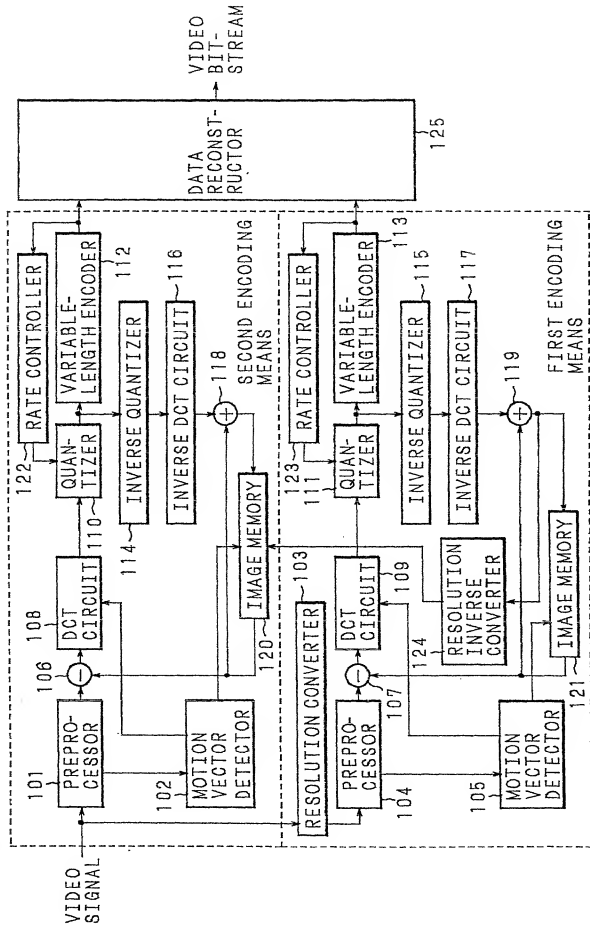 VIDEO
SIGNAL
101
PREPRO-
CESSOR
106
−
108
DCT
CIRCUIT
110
QUAN-
TIZER
122
RATE CONTROLLER
VARIABLE-
LENGTH ENCODER
112
114
INVERSE QUANTIZER
INVERSE DCT CIRCUIT
116
+
118
SECOND ENCODING
MEANS
102
MOTION
VECTOR
DETECTOR
120
IMAGE MEMORY
RESOLUTION CONVERTER
103
PREPRO-
CESSOR
104
−
107
DCT
CIRCUIT
109
111
QUAN-
TIZER
123
RATE CONTROLLER
VARIABLE-
LENGTH ENCODER
113
INVERSE QUANTIZER
115
INVERSE DCT CIRCUIT
117
+
119
FIRST ENCODING
MEANS
105
MOTION
VECTOR
DETECTOR
124
RESOLUTION
INVERSE
CONVERTER
121
IMAGE MEMORY
DATA
RECONST-
RUCTOR
125
VIDEO
BIT-
STREAM